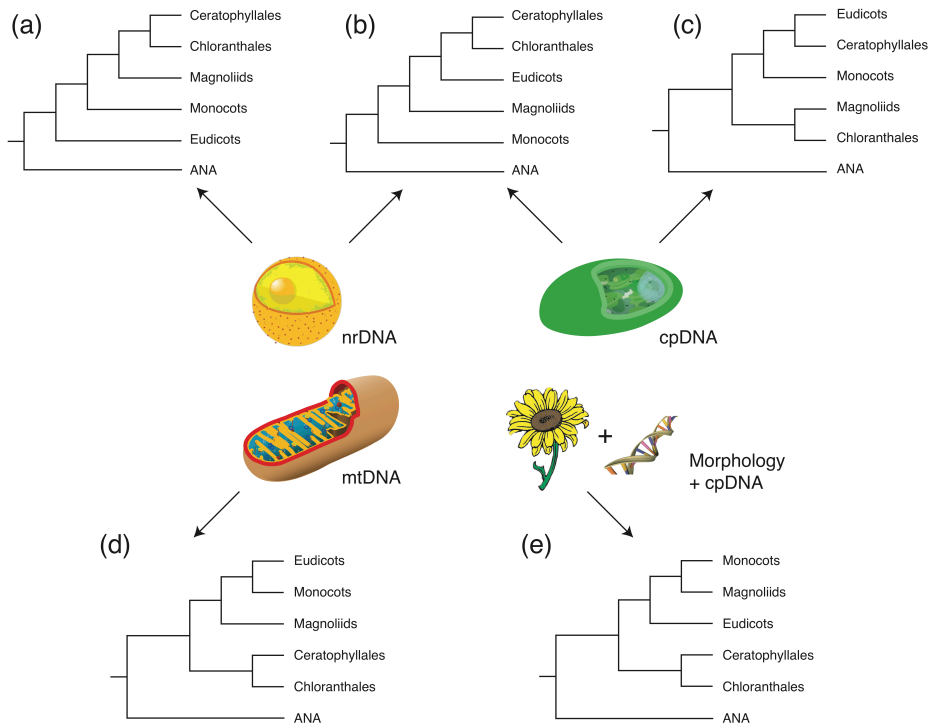 (a)
Ceratophyllales
Chloranthales
Magnoliids
Monocots
Eudicots
ANA
(b)
Ceratophyllales
Chloranthales
Eudicots
Magnoliids
Monocots
ANA
(c)
Eudicots
Ceratophyllales
Monocots
Magnoliids
Chloranthales
ANA
nrDNA
cpDNA
mtDNA
+
Morphology
+ cpDNA
(d)
Eudicots
Monocots
Magnoliids
Ceratophyllales
Chloranthales
ANA
(e)
Monocots
Magnoliids
Eudicots
Ceratophyllales
Chloranthales
ANA